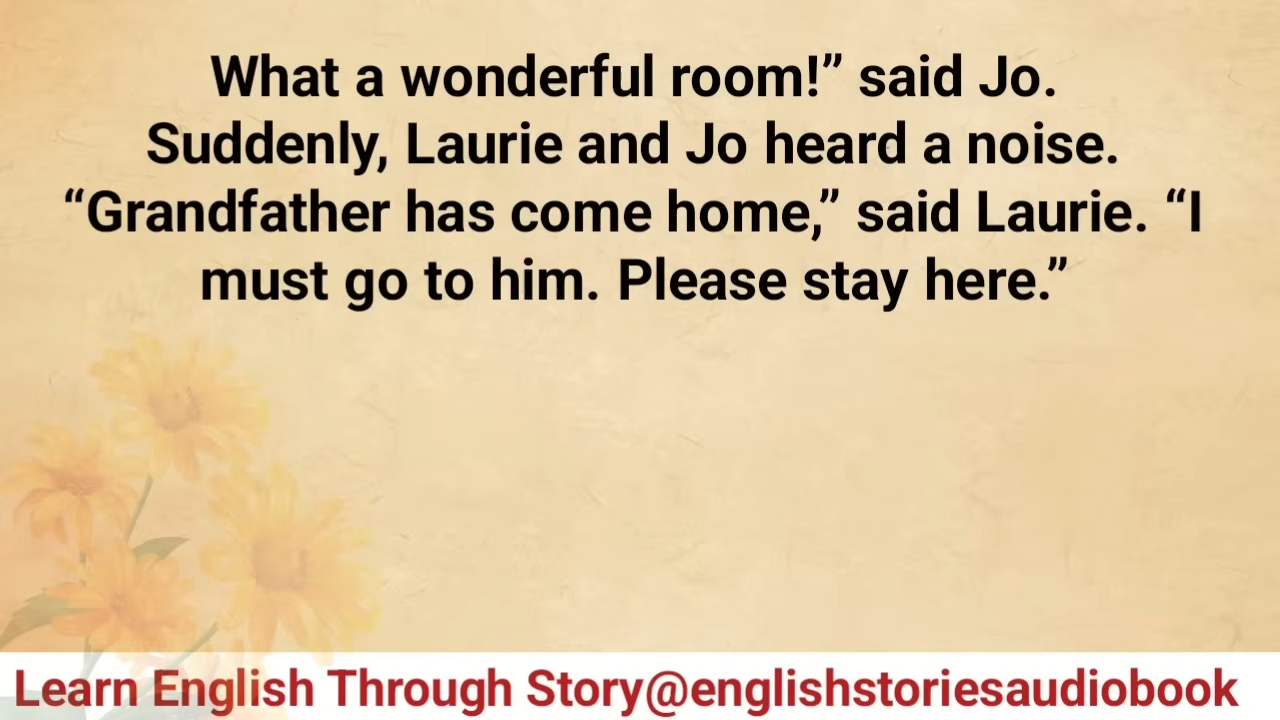 What a wonderful room!” said Jo.
Suddenly, Laurie and Jo heard a noise.
“Grandfather has come home,” said Laurie. “I
must go to him. Please stay here.”
Learn English Through Story@englishstoriesaudiobook